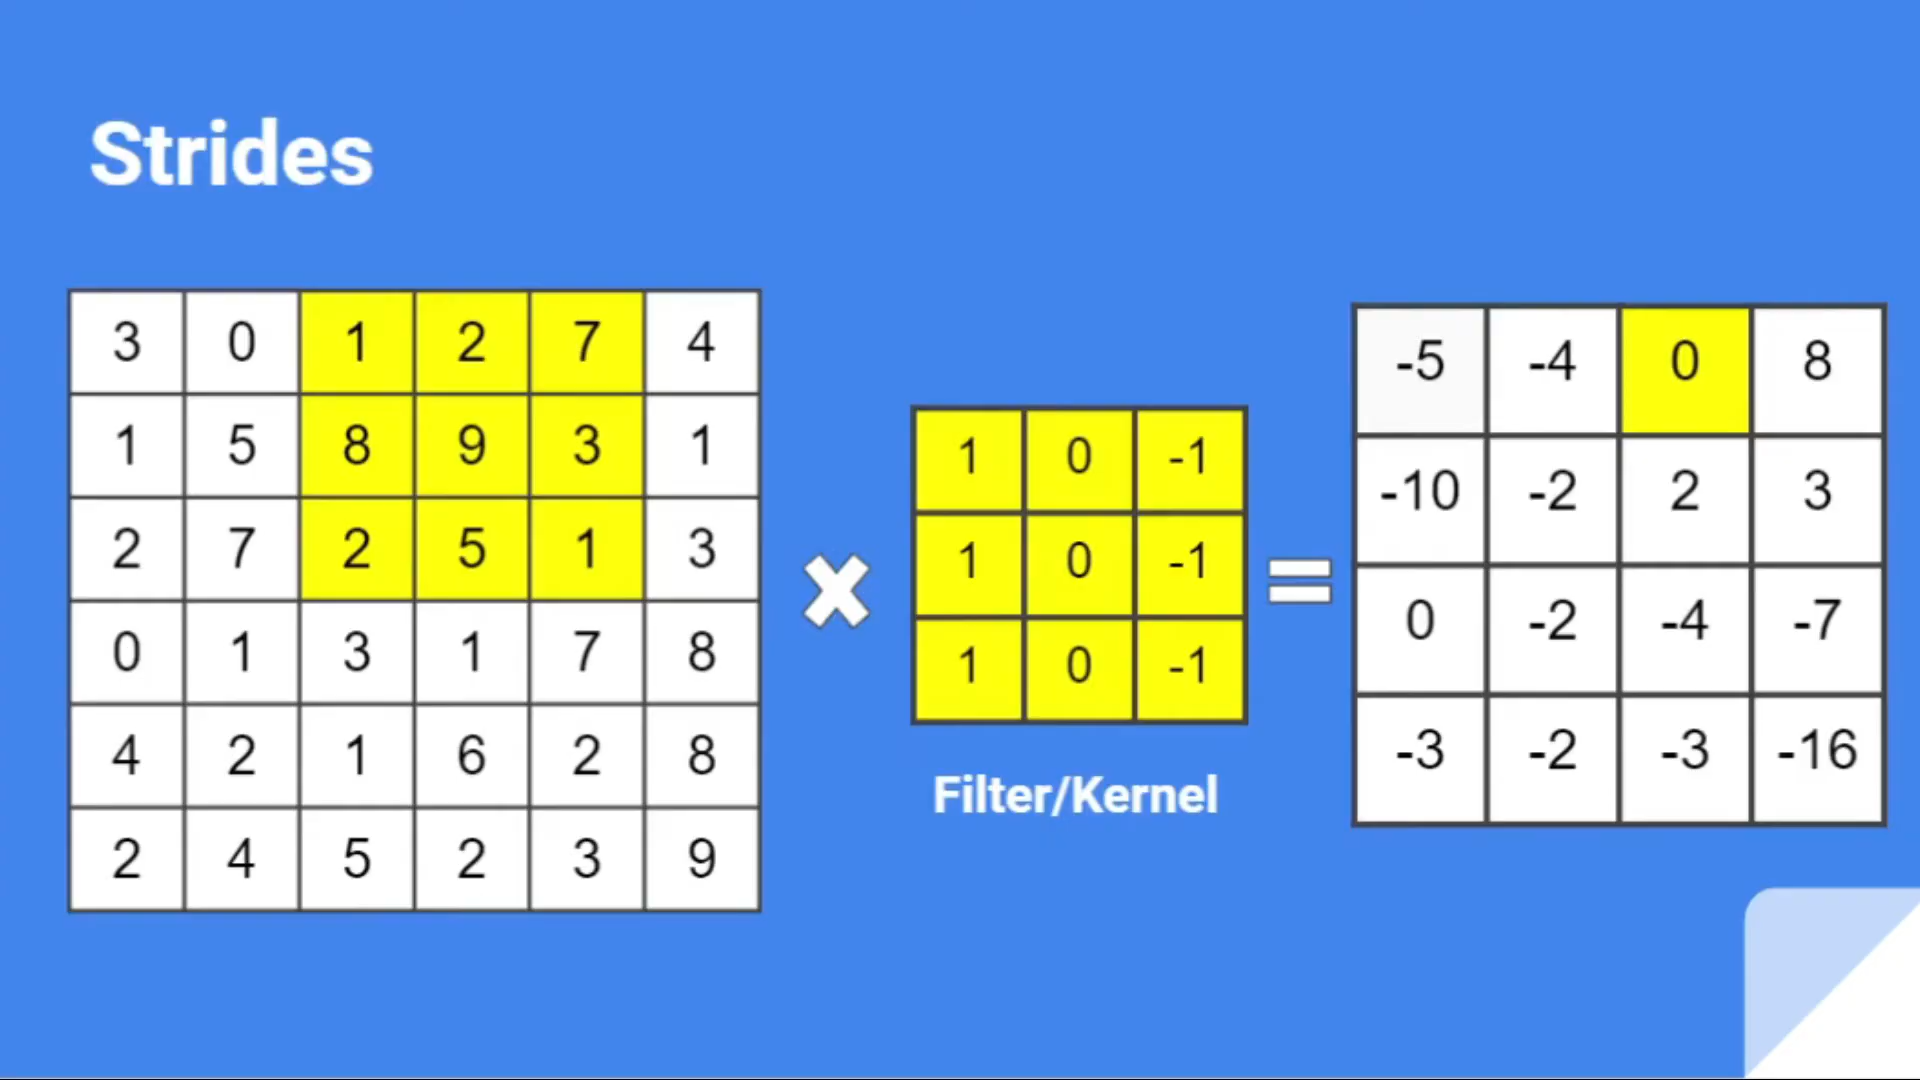 Strides
3 0 1 2 7 4
1 5 8 9 3 1
2 7 2 5 1 3
0 1 3 1 7 8
4 2 1 6 2 8
2 4 5 2 3 9
×
1 0 -1
1 0 -1
1 0 -1
Filter/Kernel
=
-5 -4 0 8
-10 -2 2 3
0 -2 -4 -7
-3 -2 -3 -16